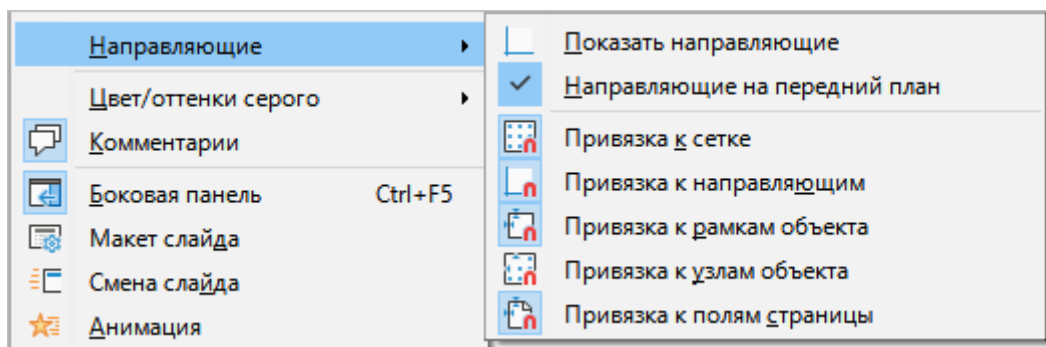 Направляющие
Цвет/оттенки серого
Комментарии
Боковая панель Ctrl+F5
Макет слайда
Смена слайда
Анимация
Показать направляющие
Направляющие на передний план
Привязка к сетке
Привязка к направляющим
Привязка к рамкам объекта
Привязка к узлам объекта
Привязка к полям страницы